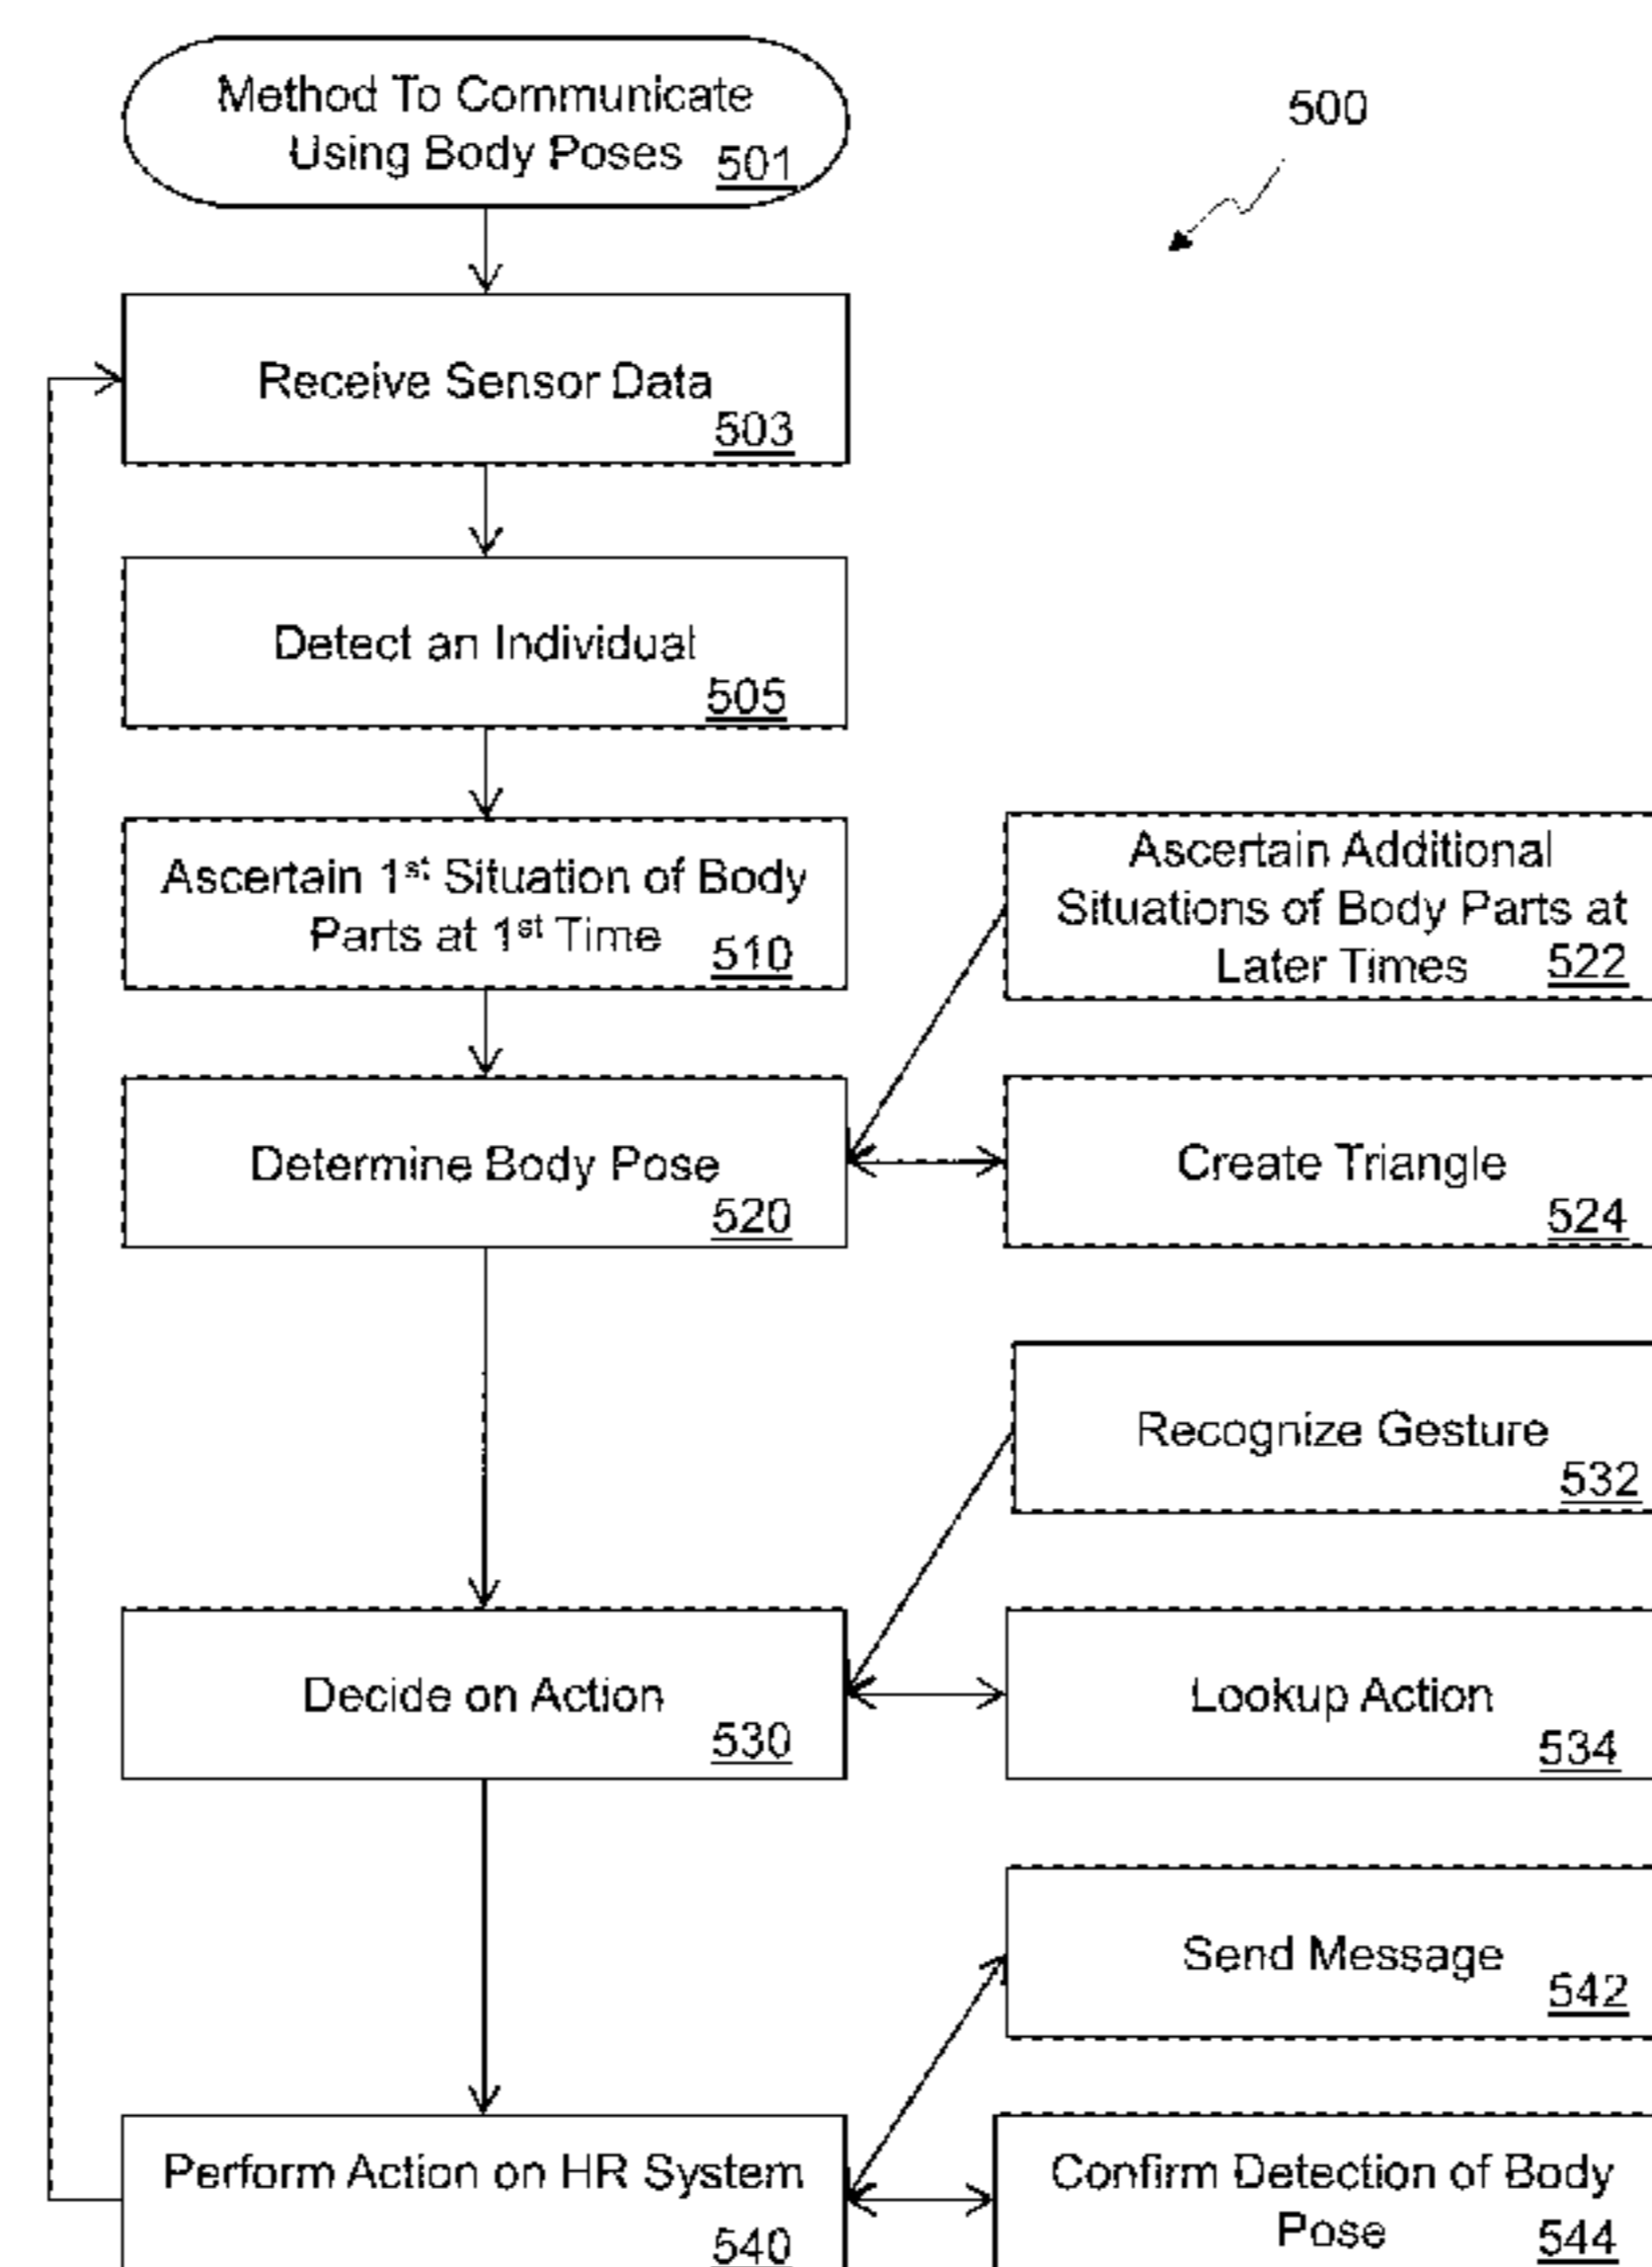 Method To Communicate
Using Body Poses 501
500
Receive Sensor Data
503
Detect an Individual
505
Ascertain 1st Situation of Body
Parts at 1st Time 510
Ascertain Additional
Situations of Body Parts at
Later Times 522
Determine Body Pose
520
Create Triangle
524
Recognize Gesture
532
Decide on Action
530
Lookup Action
534
Send Message
542
Perform Action on HR System
540
Confirm Detection of Body
Pose 544